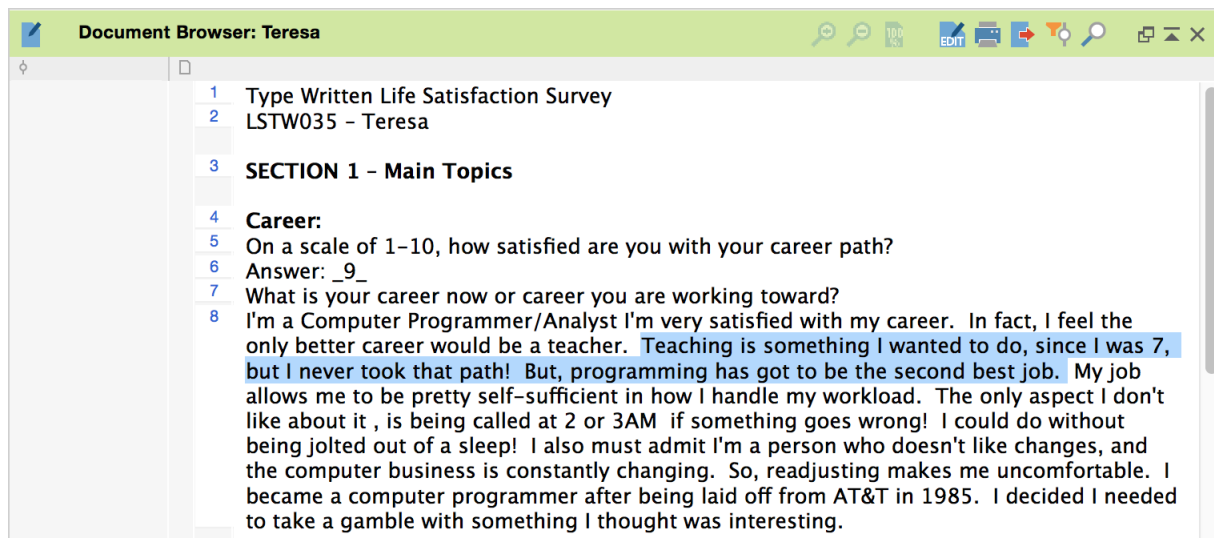 Document Browser: Teresa
100
%
EDIT
1 Type Written Life Satisfaction Survey
2 LSTW035 – Teresa
3 SECTION 1 – Main Topics
4 Career:
5 On a scale of 1–10, how satisfied are you with your career path?
6 Answer: _9_
7 What is your career now or career you are working toward?
8 I'm a Computer Programmer/Analyst I'm very satisfied with my career.  In fact, I feel the
only better career would be a teacher.  Teaching is something I wanted to do, since I was 7,
but I never took that path!  But, programming has got to be the second best job.  My job
allows me to be pretty self–sufficient in how I handle my workload.  The only aspect I don't
like about it , is being called at 2 or 3AM  if something goes wrong!  I could do without
being jolted out of a sleep!  I also must admit I'm a person who doesn't like changes, and
the computer business is constantly changing.  So, readjusting makes me uncomfortable.  I
became a computer programmer after being laid off from AT&T in 1985.  I decided I needed
to take a gamble with something I thought was interesting.